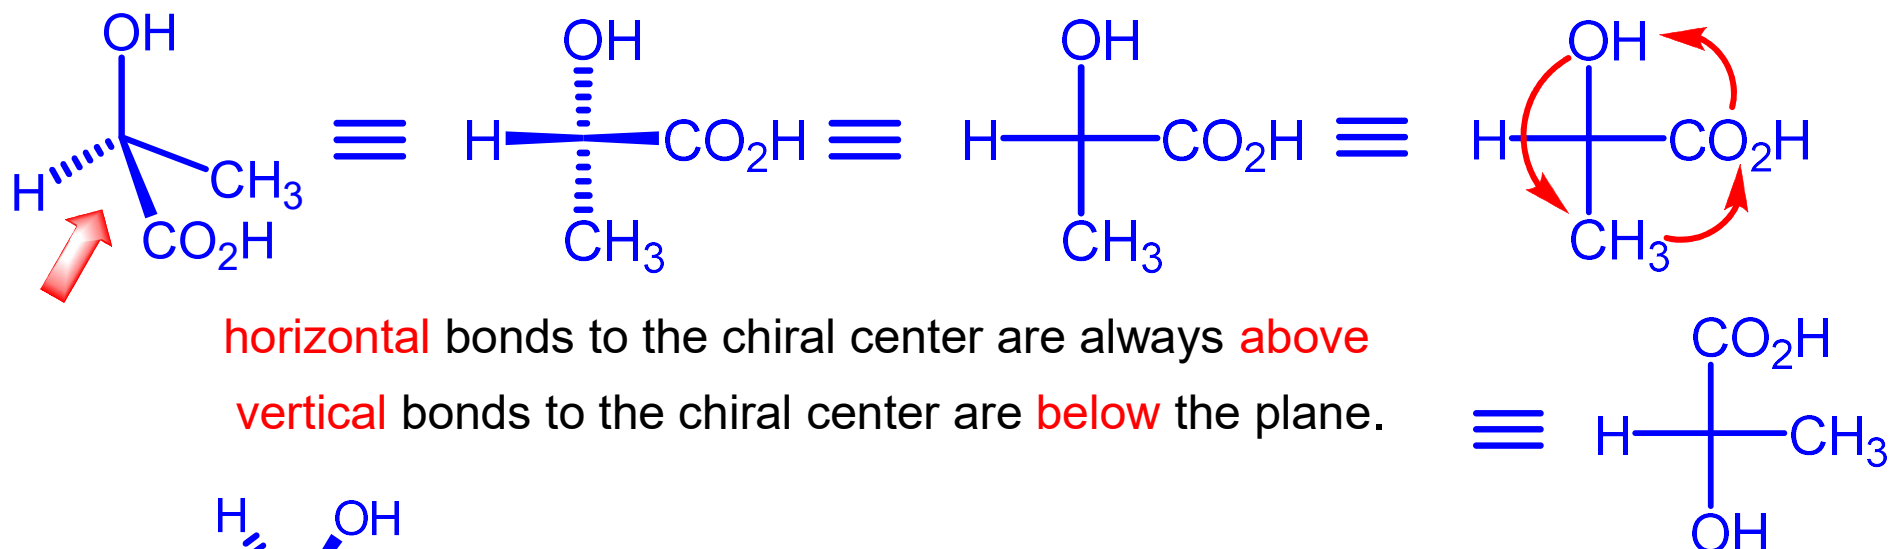 OH
H
CH3
CO2H
≡
OH
H CO2H
CH3
≡
OH
H CO2H
CH3
≡
OH
H CO2H
CH3
horizontal bonds to the chiral center are always above
vertical bonds to the chiral center are below the plane.
≡
CO2H
H CH3
OH
H OH